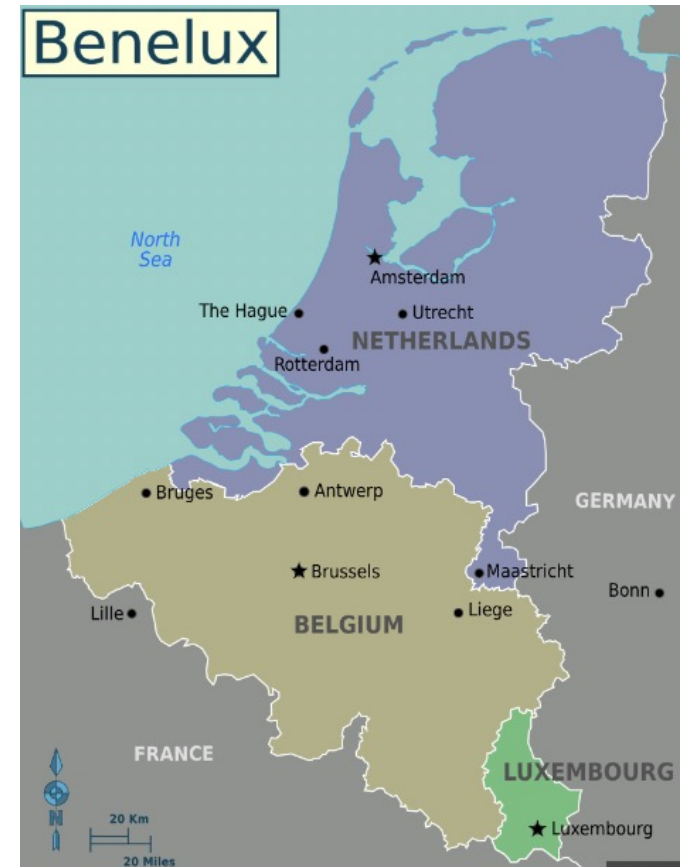 Benelux
North
Sea
Amsterdam
The Hague
Utrecht
NETHERLANDS
Rotterdam
Bruges
Antwerp
GERMANY
Brussels
Maastricht
Bonn
Lille
Liege
BELGIUM
FRANCE
LUXEMBOURG
N
20 Km
20 Miles
Luxembourg